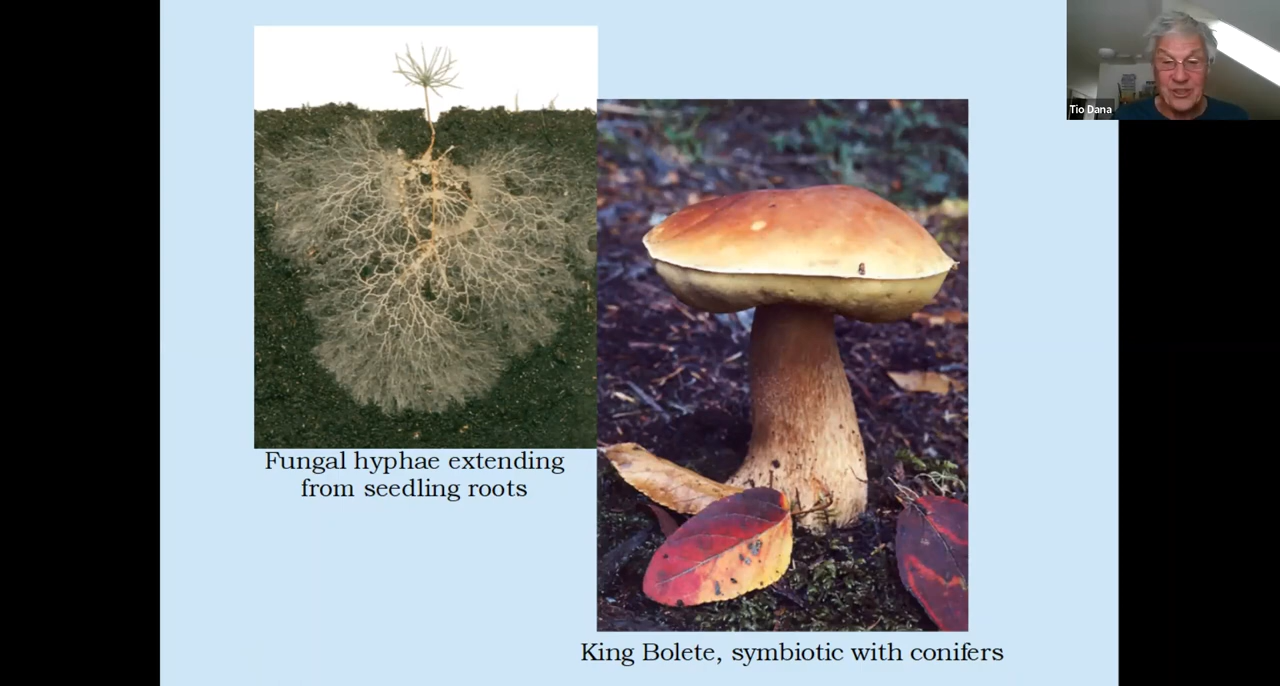 Tio Dana
Fungal hyphae extending
from seedling roots
King Bolete, symbiotic with conifers